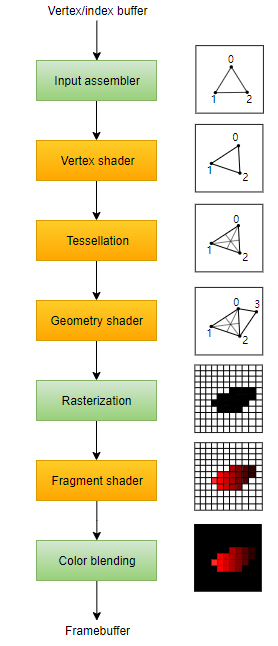 Vertex/index buffer
Input assembler
0
1 2
Vertex shader
0
1
2
Tessellation
0
1
2
Geometry shader
0 3
1
2
Rasterization
Fragment shader
Color blending
Framebuffer